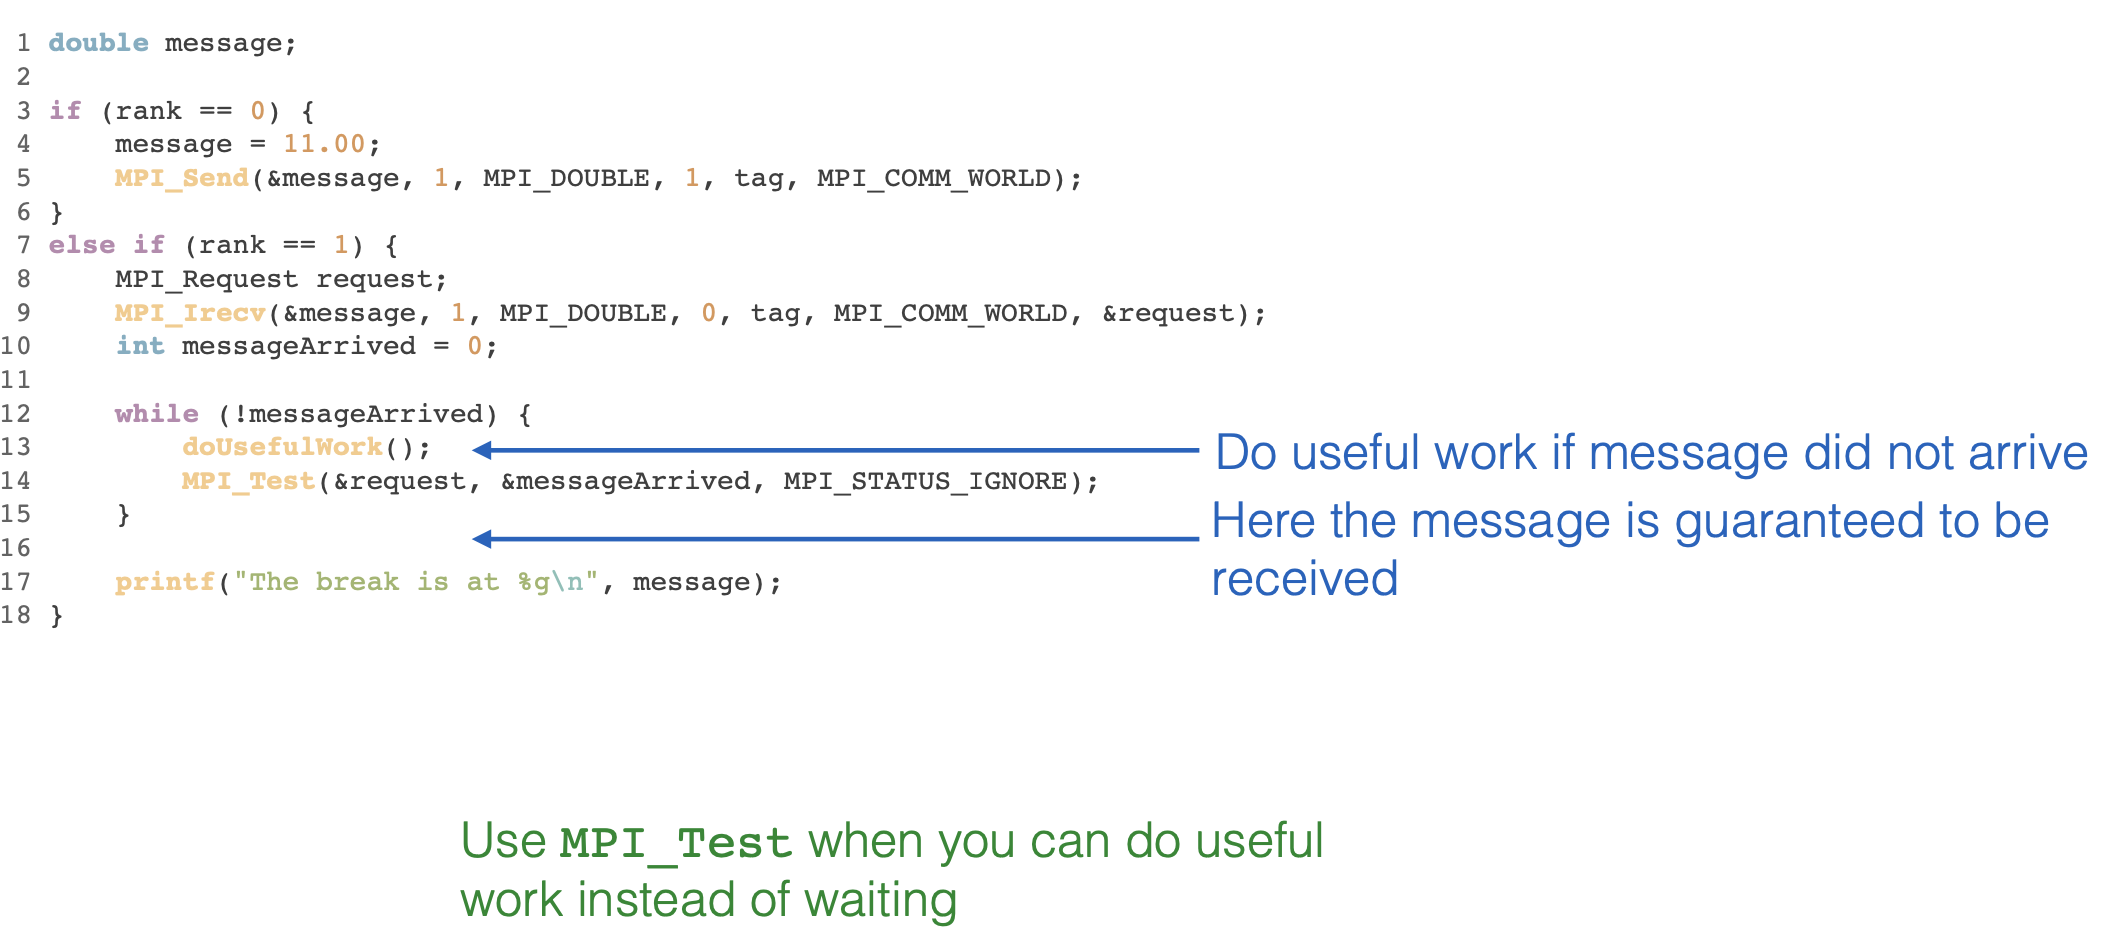 1 double message;
2
3 if (rank == 0) {
4     message = 11.00;
5     MPI_Send(&message, 1, MPI_DOUBLE, 1, tag, MPI_COMM_WORLD);
6 }
7 else if (rank == 1) {
8     MPI_Request request;
9     MPI_Irecv(&message, 1, MPI_DOUBLE, 0, tag, MPI_COMM_WORLD, &request);
10     int messageArrived = 0;
11
12     while (!messageArrived) {
13         doUsefulWork();
Do useful work if message did not arrive
14         MPI_Test(&request, &messageArrived, MPI_STATUS_IGNORE);
15     }
16
Here the message is guaranteed to be
received
17     printf("The break is at %g\n", message);
18 }
Use MPI_Test when you can do useful
work instead of waiting